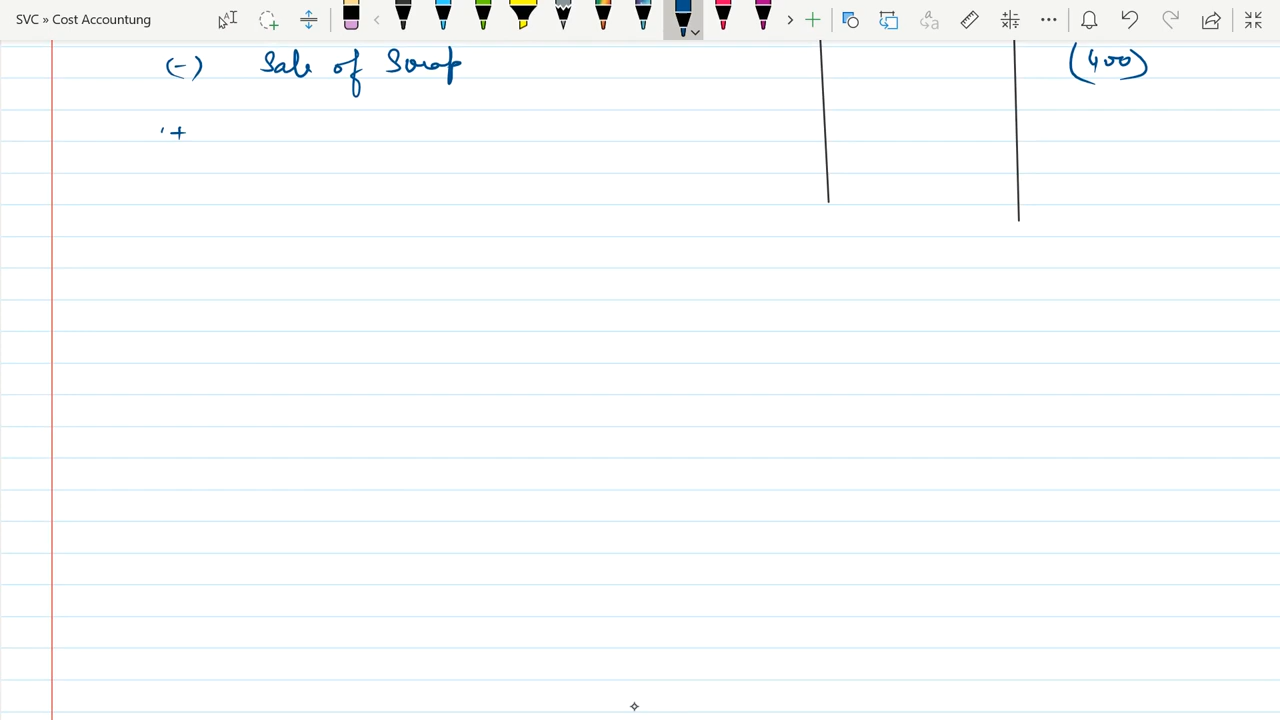 SVC » Cost Accountung
(-) Sale of Scrap (400)
+